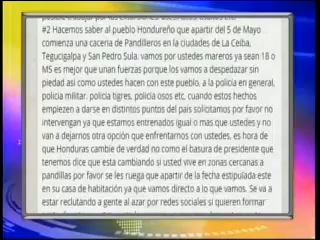 #2 Hacemos saber al pueblo Hondureño que apartir del 5 de Mayo
comienza una caceria de Pandilleros en la ciudades de La Ceiba,
Tegucigalpa y San Pedro Sula. vamos por ustedes mareros ya sean 18 o
MS es mejor que unan fuerzas porque los vamos a despedazar sin
piedad asi como ustedes hacen con este pueblo, a la policia en general,
policia militar. policia tigres, policia cosi etc, cuando estos hechos
empiezen a darse en distintos puntos del pais solicitamos por favor no
intervengan ya que estamos entrenados igual o mas que ustedes y no
van a dejarnos otra opción que enfrentarnos con ustedes, es hora de
que Honduras cambie de verdad no como el basura de presidente que
tenemos dice que esta cambiando si usted vive en zonas cercanas a
pandillas por favor se les ruega que apartir de la fecha estipulada este
en su casa de habitación ya que vamos directo a lo que vamos. Se va a
estar reclutando a gente al azar por redes sociales si quieren formar